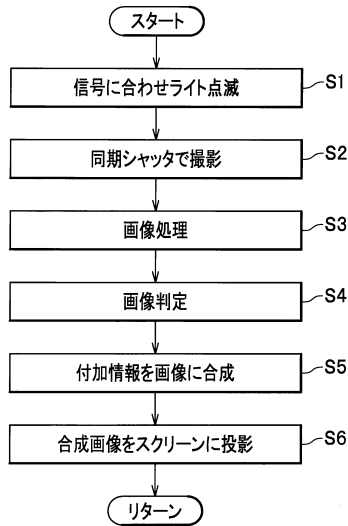 スタート
信号に合わせライト点滅
S1
同期シャッタで撮影
S2
画像処理
S3
画像判定
S4
付加情報を画像に合成
S5
合成画像をスクリーンに投影
S6
リターン